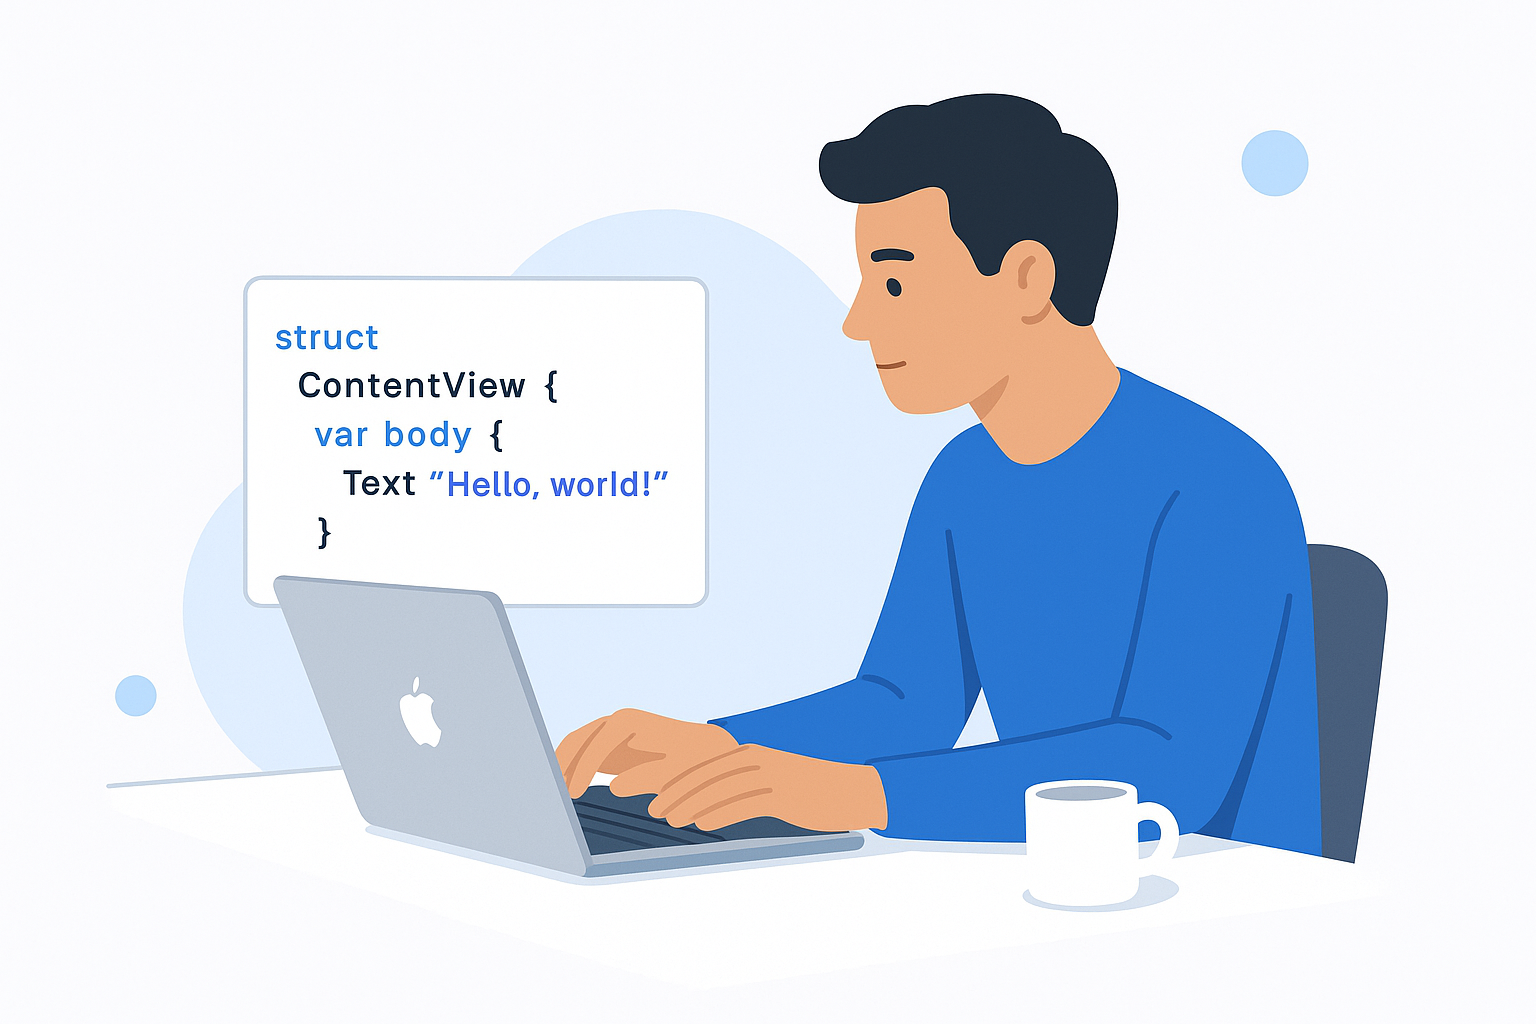 struct
ContentView {
var body {
Text “Hello, world!”
}